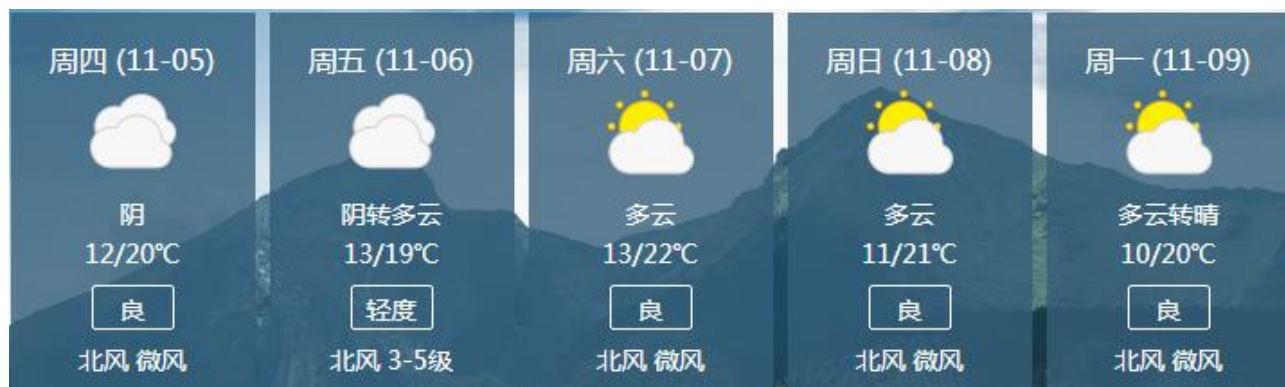 周四 (11-05)
阴
12/20℃
良
北风 微风
周五 (11-06)
阴转多云
13/19℃
轻度
北风 3-5级
周六 (11-07)
多云
13/22℃
良
北风 微风
周日 (11-08)
多云
11/21℃
良
北风 微风
周一 (11-09)
多云转晴
10/20℃
良
北风 微风